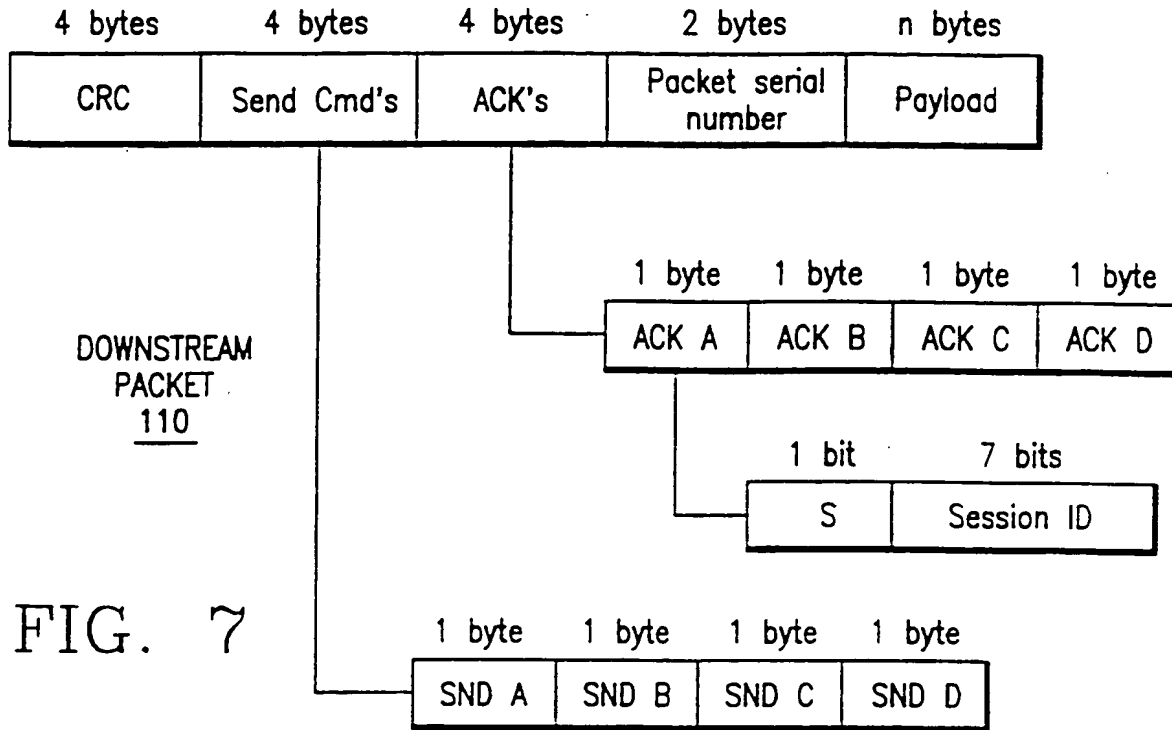 4 bytes 4 bytes 4 bytes 2 bytes n bytes
CRC Send Cmd's ACK's Packet serial number Payload
1 byte 1 byte 1 byte 1 byte
ACK A ACK B ACK C ACK D
DOWNSTREAM
PACKET
110
1 bit 7 bits
S Session ID
FIG. 7
1 byte 1 byte 1 byte 1 byte
SND A SND B SND C SND D